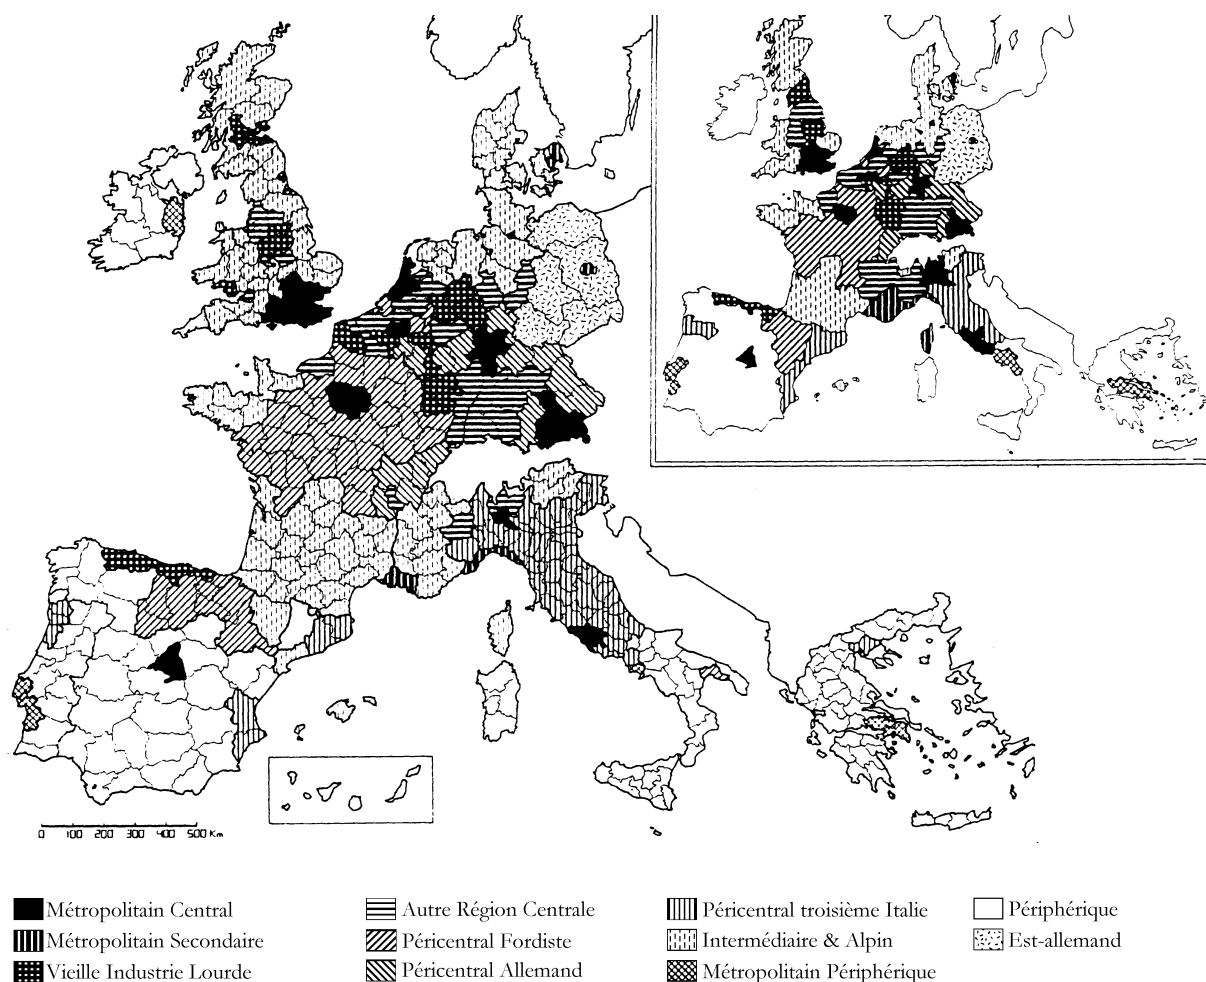 0 100 200 300 400 500 Km
Métropolitain Central
Autre Région Centrale
Péricentral troisième Italie
Périphérique
Métropolitain Secondaire
Péricentral Fordiste
Intermédiaire & Alpin
Est-allemand
Vieille Industrie Lourde
Péricentral Allemand
Métropolitain Périphérique